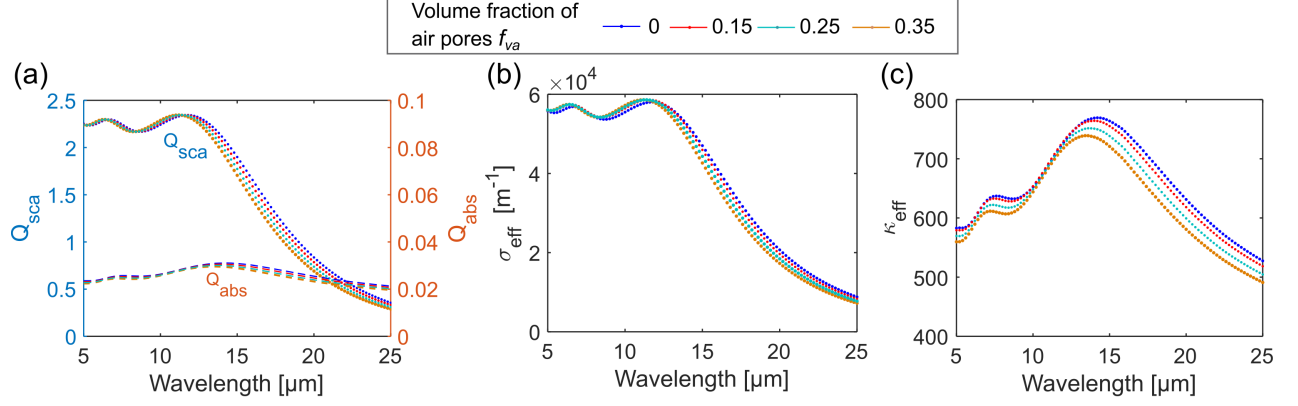 Volume fraction of
air pores f_va
0
0.15
0.25
0.35
(a)
2.5
2
1.5
1
0.5
0
Q_sca
Q_sca
Q_abs
0.1
0.08
0.06
0.04
0.02
0
Q_abs
5
10
15
20
25
Wavelength [μm]
(b)
×10^4
6
4
2
0
σ_eff [m^-1]
5
10
15
20
25
Wavelength [μm]
(c)
800
700
600
500
400
κ_eff
5
10
15
20
25
Wavelength [μm]